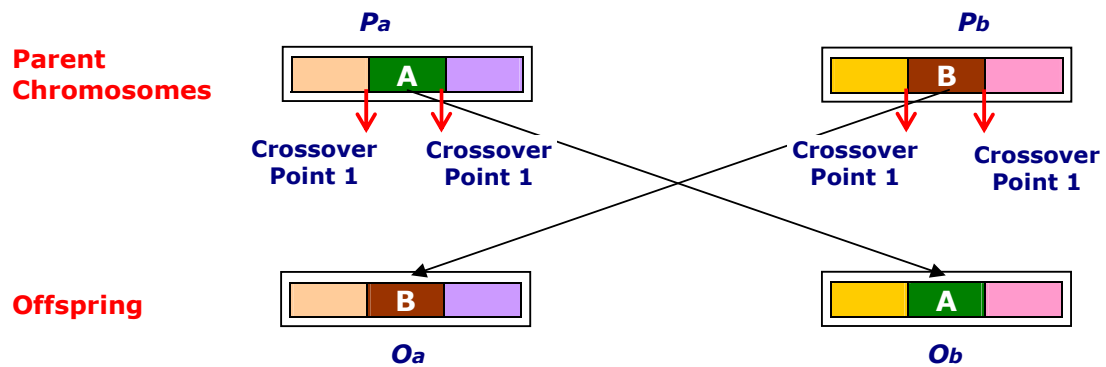 Pa
Pb
Parent
Chromosomes
A
B
Crossover
Point 1
Crossover
Point 1
Crossover
Point 1
Crossover
Point 1
Offspring
B
A
Oa
Ob